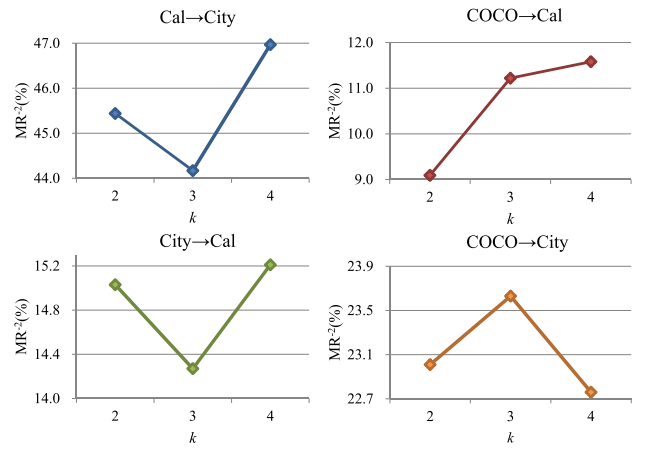 Cal→City
MR⁻²(%)
47.0
46.0
45.0
44.0
2 3 4
k
COCO→Cal
MR⁻²(%)
12.0
11.0
10.0
9.0
2 3 4
k
City→Cal
MR⁻²(%)
15.2
14.8
14.4
14.0
2 3 4
k
COCO→City
MR⁻²(%)
23.9
23.5
23.1
22.7
2 3 4
k